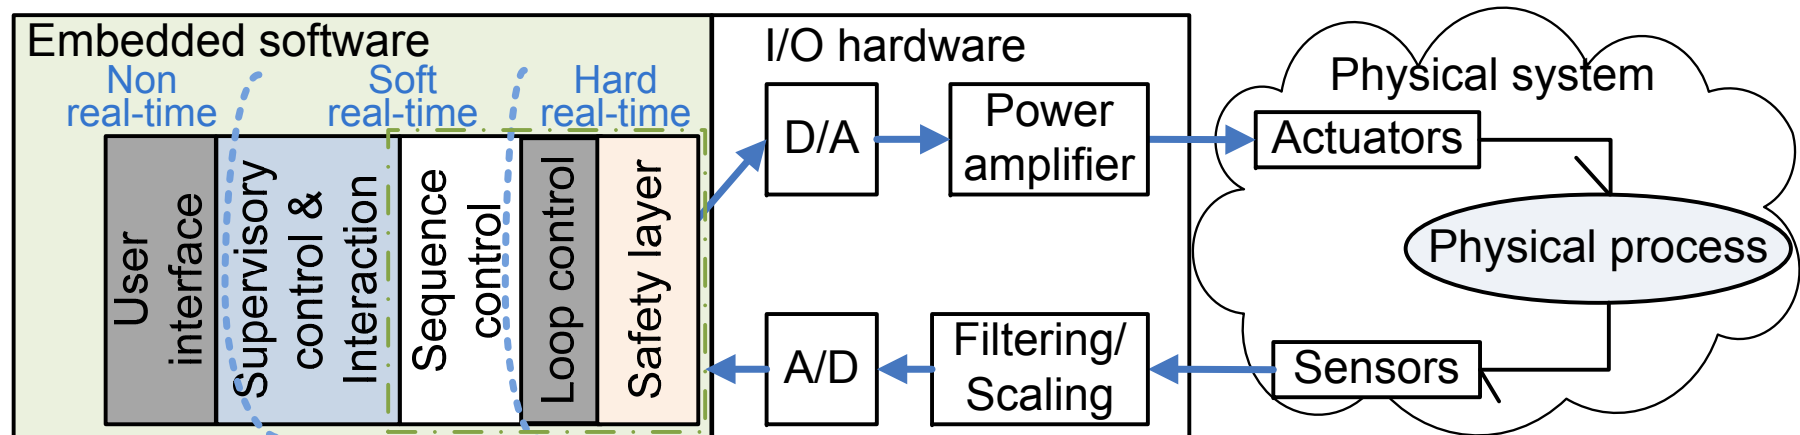 Embedded software
Non
real-time
Soft
real-time
Hard
real-time
User
interface
Supervisory
control &
Interaction
Sequence
control
Loop control
Safety layer
I/O hardware
D/A
Power
amplifier
A/D
Filtering/
Scaling
Physical system
Actuators
Physical process
Sensors